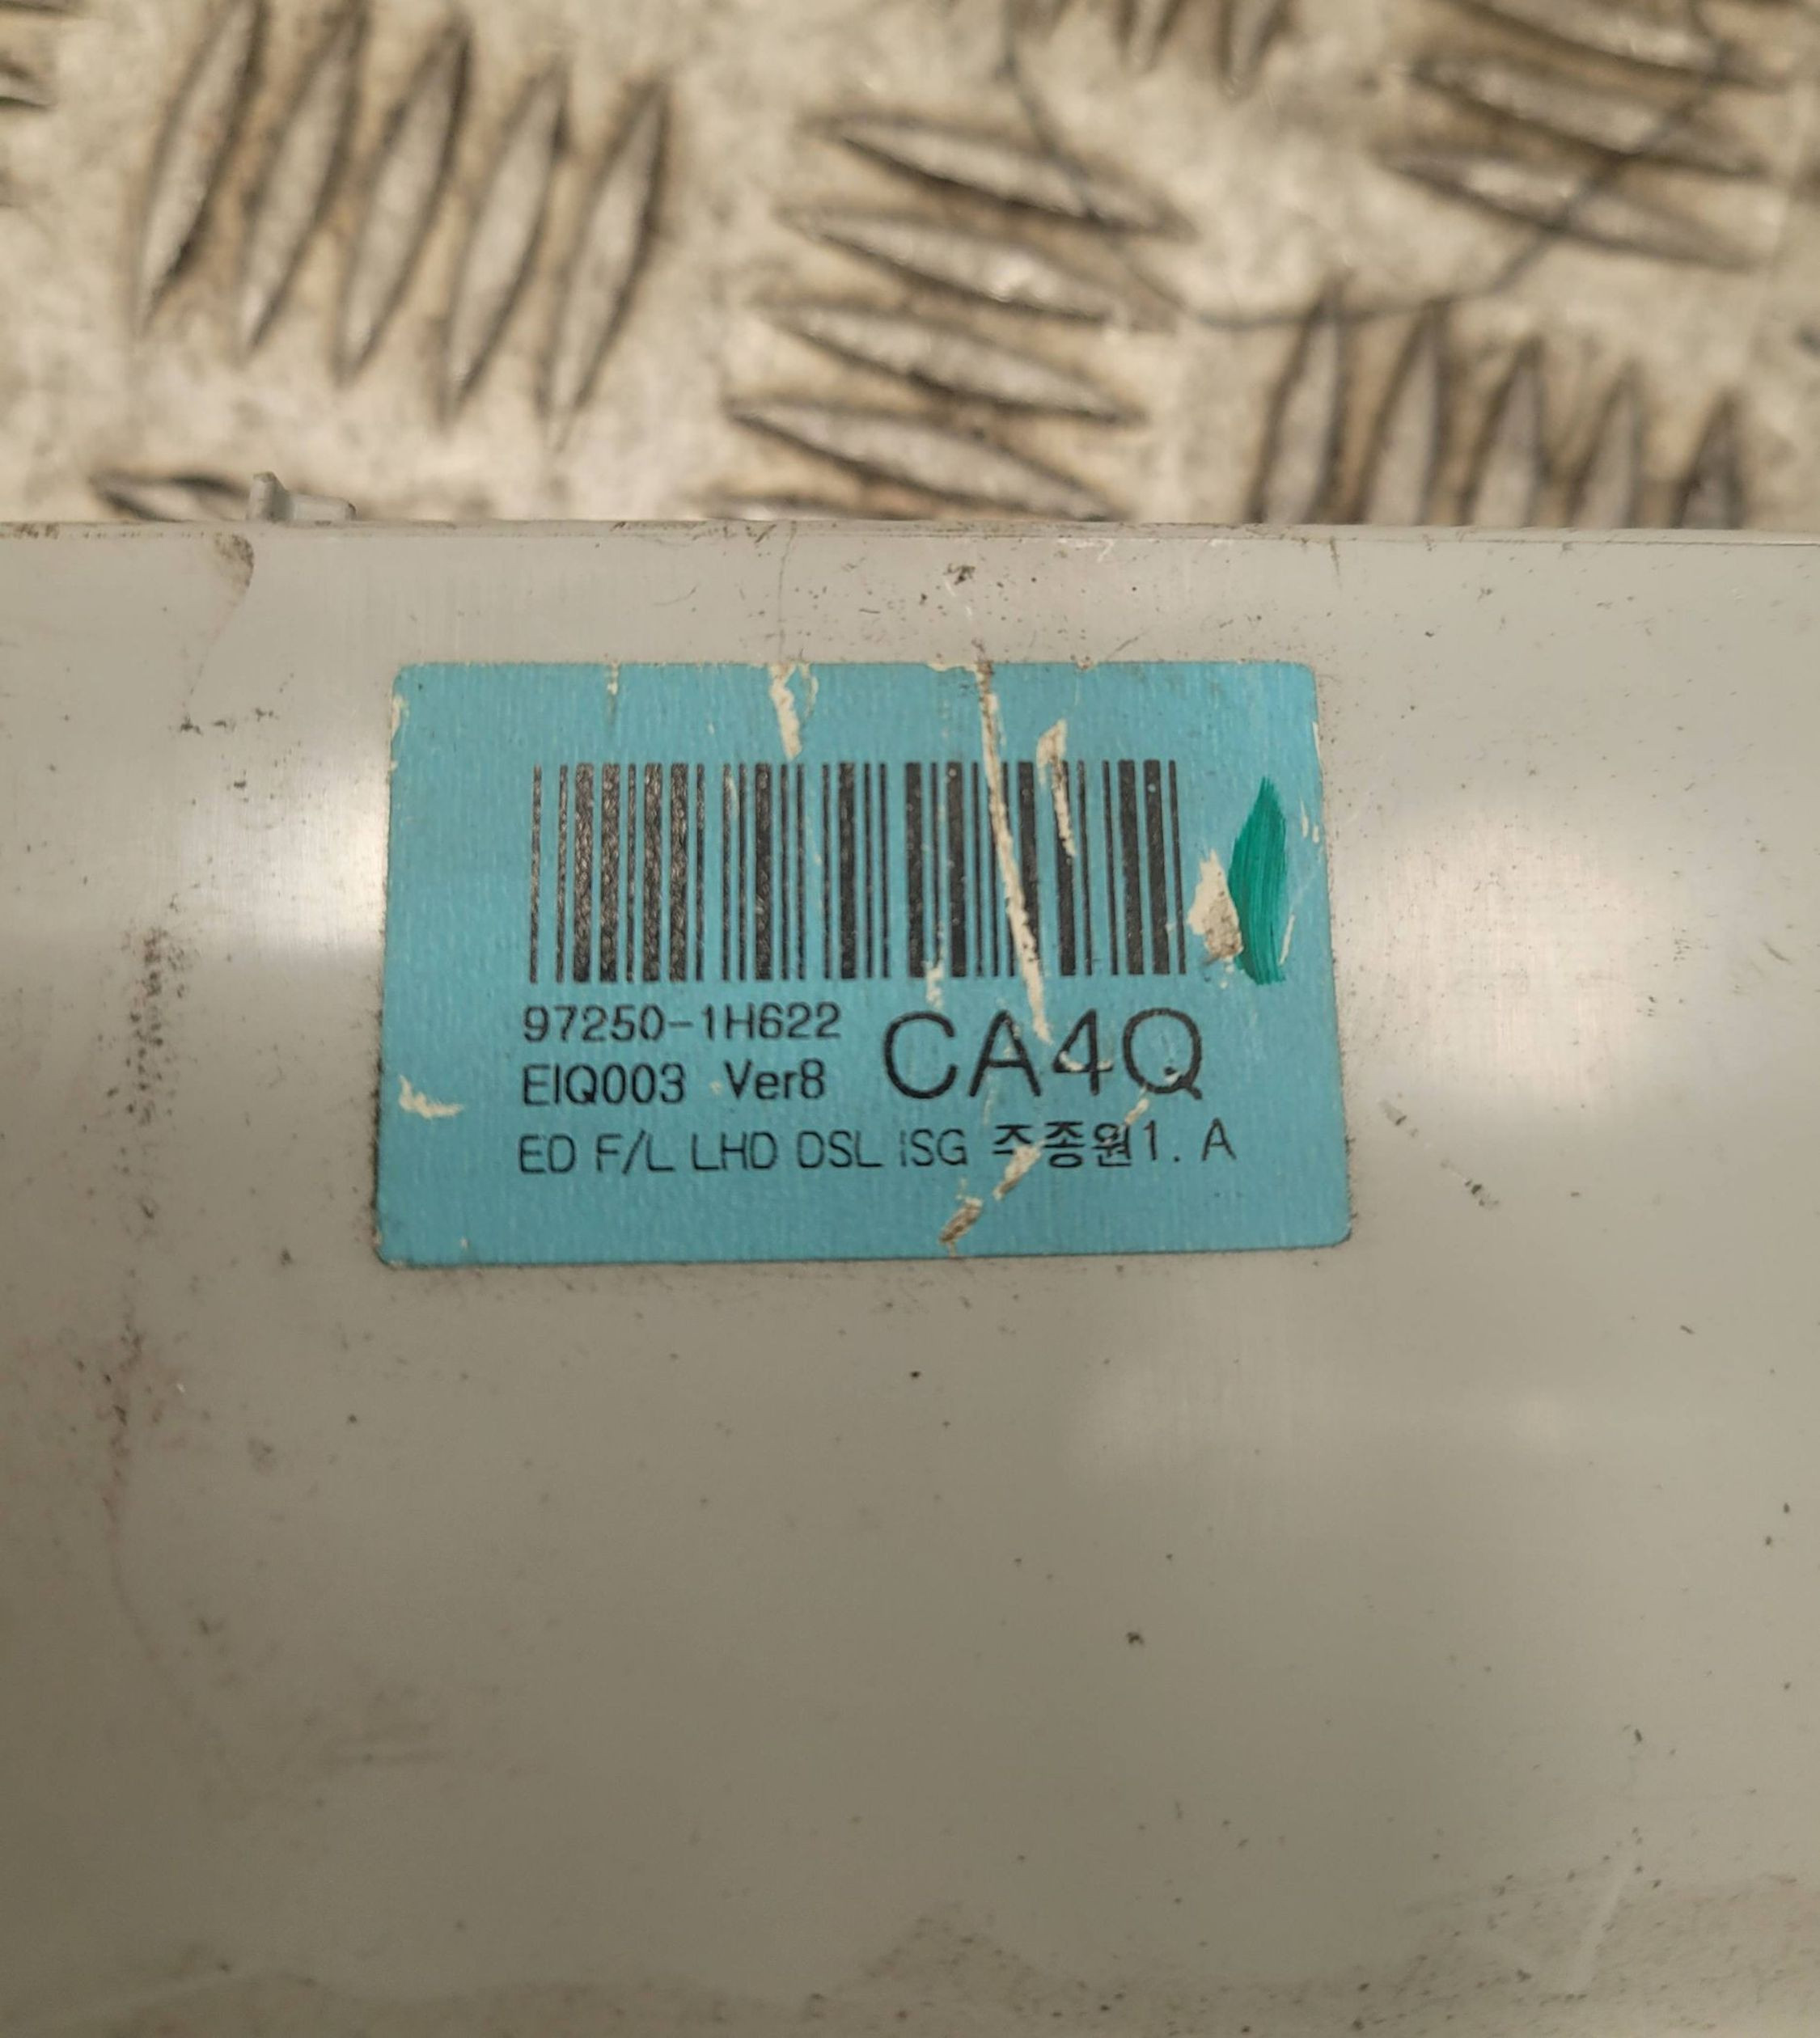 97250-1H622
EIQ003 Ver8 CA4Q
ED F/L LHD DSL ISG 주종원1. A